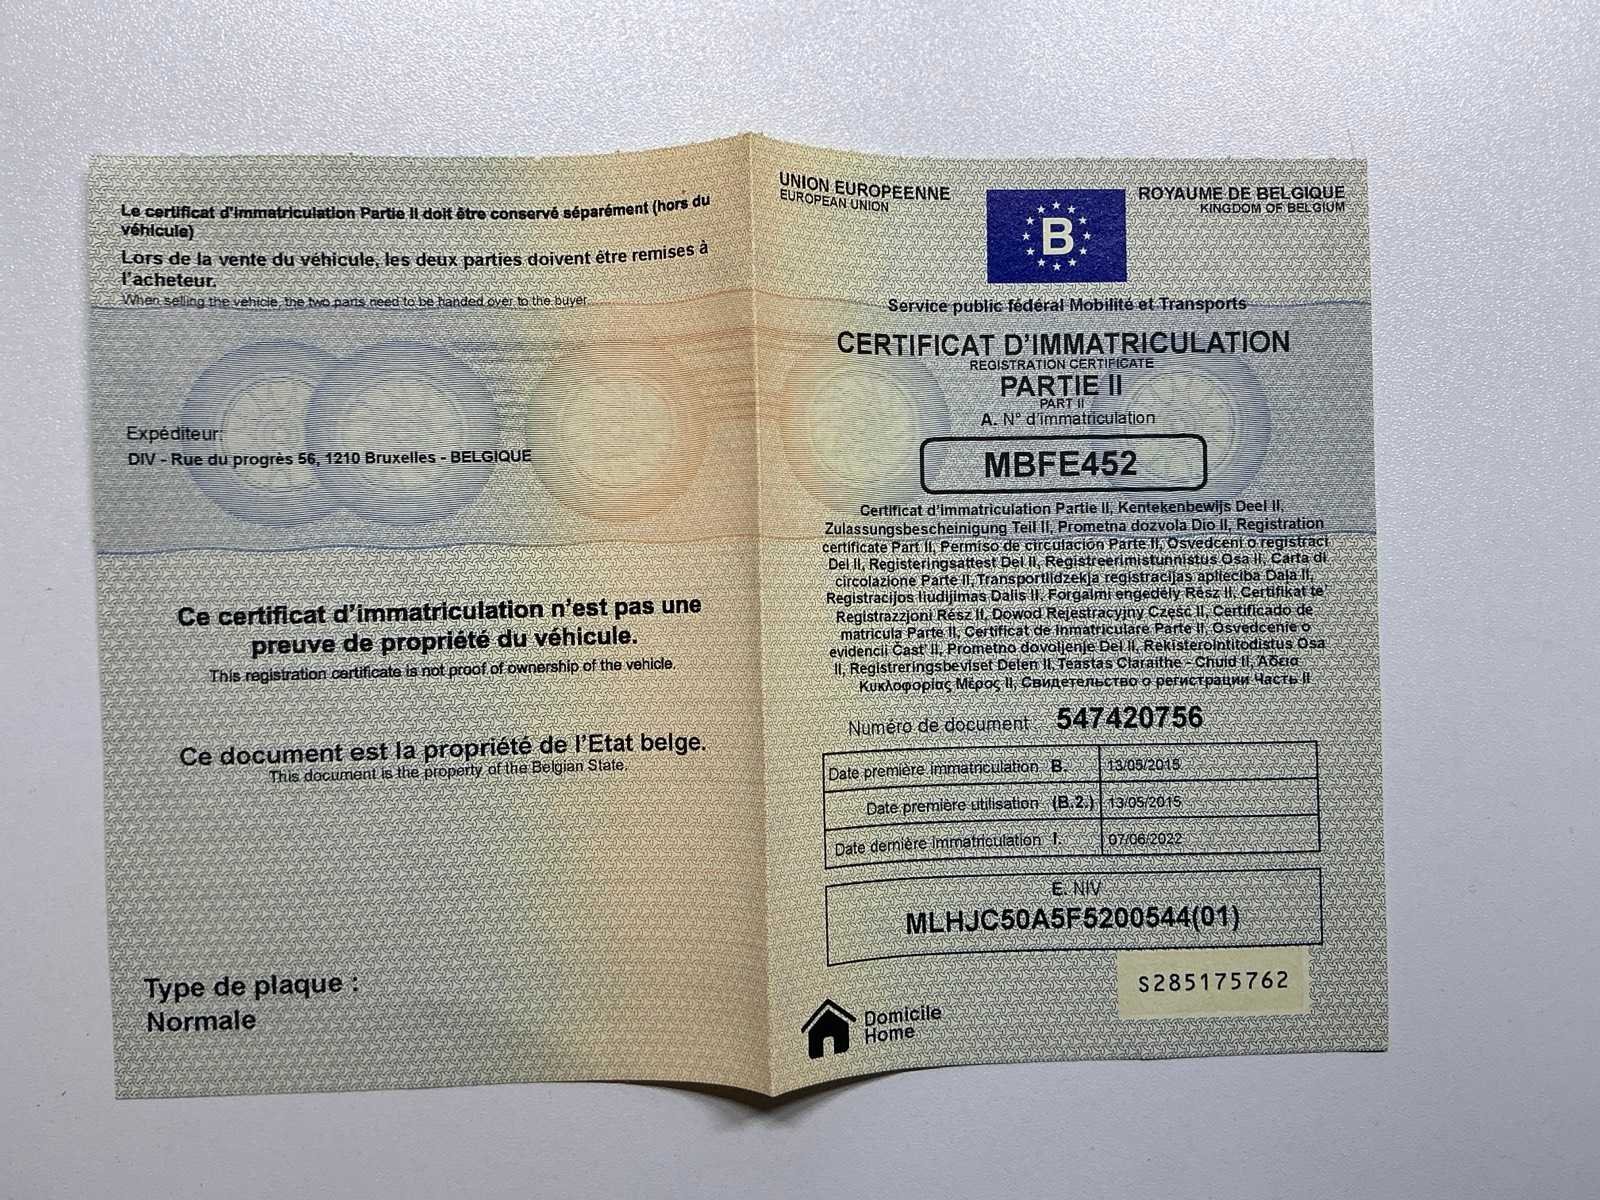 Le certificat d'immatriculation Partie II doit être conservé séparément (hors du
véhicule)
Lors de la vente du véhicule, les deux parties doivent être remises à
l'acheteur.
When selling the vehicle, the two parts need to be handed over to the buyer.
Expéditeur:
DIV - Rue du progrès 56, 1210 Bruxelles - BELGIQUE
Ce certificat d'immatriculation n'est pas une
preuve de propriété du véhicule.
This registration certificate is not proof of ownership of the vehicle.
Ce document est la propriété de l'Etat belge.
This document is the property of the Belgian State.
Type de plaque :
Normale
UNION EUROPEENNE
EUROPEAN UNION
B
ROYAUME DE BELGIQUE
KINGDOM OF BELGIUM
Service public fédéral Mobilité et Transports
CERTIFICAT D'IMMATRICULATION
REGISTRATION CERTIFICATE
PARTIE II
PART II
A. N° d'immatriculation
MBFE452
Certificat d'immatriculation Partie II, Kentekenbewijs Deel II,
Zulassungsbescheinigung Teil II, Prometna dozvola Dio II, Registration
certificate Part II, Permiso de circulación Parte II, Osvedceni o registraci
Del II, Registeringsattest Del II, Registreerimistunnistus Osa II, Carta di
circolazione Parte II, Transportlidzekja registracijas aplieciba Dala II,
Registracijos liudijimas Dalis II, Forgalmi engedély Rész II, Certifikat te'
Registrazzjoni Rész II, Dowod Rejestracyjny Część II, Certificado de
matricula Parte II, Certificat de înmatriculare Parte II, Osvedcenie o
evidencii Cast' II, Prometno dovoljenje Del II, Rekisterointitodistus Osa
II, Registreringsbeviset Delen II, Teastas Claraithe - Chuid II, Άδεια
Κυκλοφορίας Μέρος II, Свидетельство о регистрации Часть II
Numéro de document 547420756
Date première immatriculation B. 13/05/2015
Date première utilisation (B.2.) 13/05/2015
Date dernière immatriculation I. 07/06/2022
E. NIV
MLHJC50A5F5200544(01)
S285175762
Domicile
Home